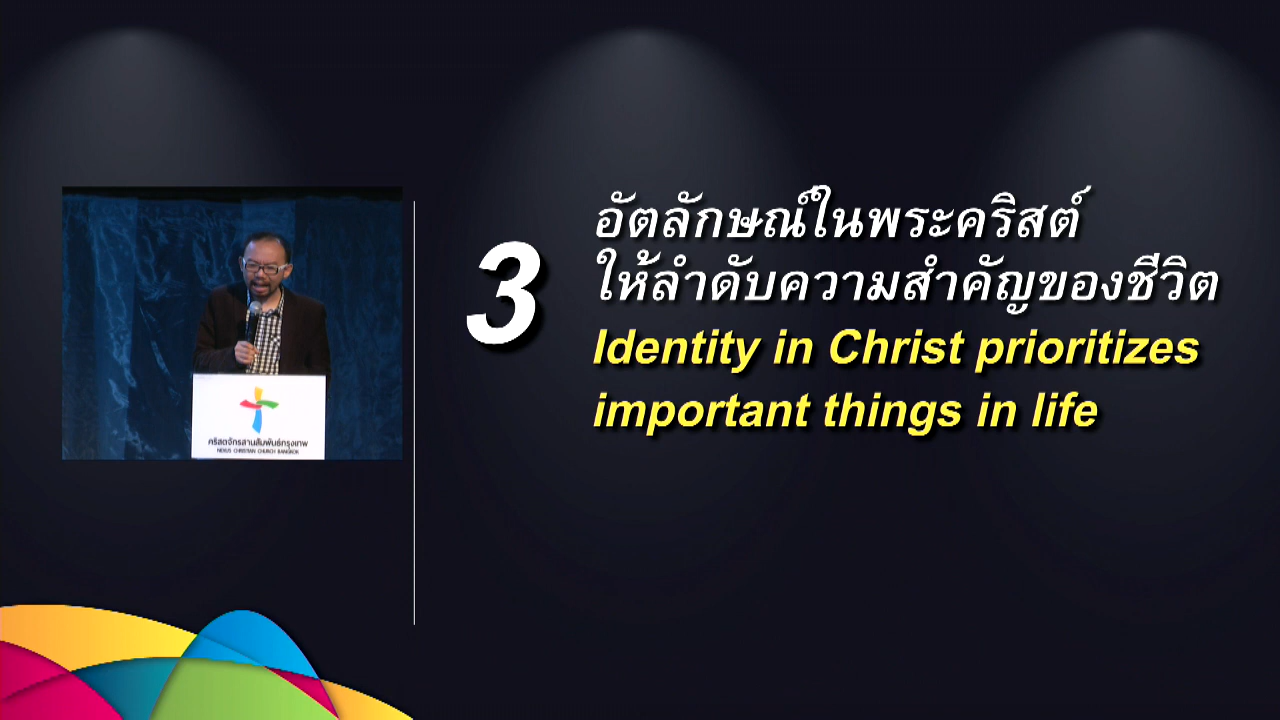 3
อัตลักษณ์ในพระคริสต์
ให้ลำดับความสำคัญของชีวิต
Identity in Christ prioritizes
important things in life
คริสตจักรสานสัมพันธ์กรุงเทพ
NEXUS CHRISTIAN CHURCH BANGKOK